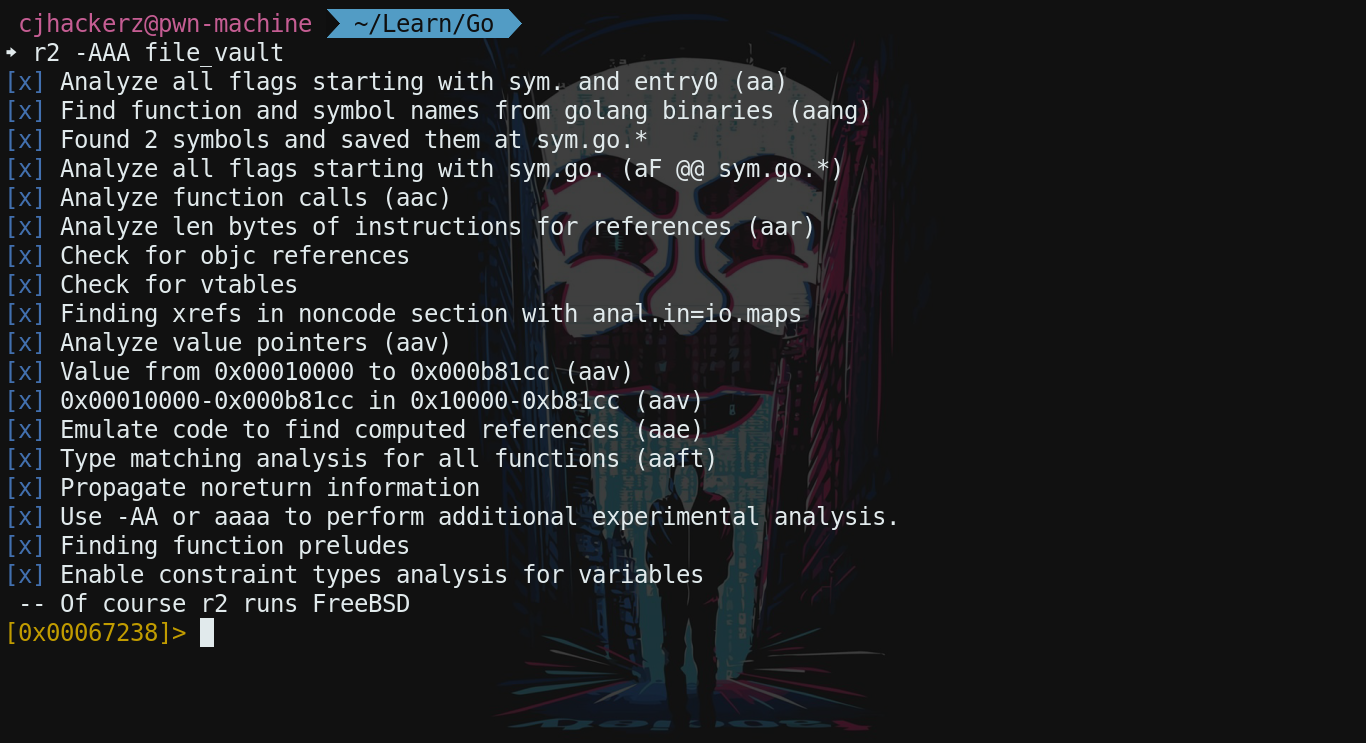 cjhackerz@pwn-machine ~/Learn/Go
➜ r2 -AAA file_vault
[x] Analyze all flags starting with sym. and entry0 (aa)
[x] Find function and symbol names from golang binaries (aang)
[x] Found 2 symbols and saved them at sym.go.*
[x] Analyze all flags starting with sym.go. (aF @@ sym.go.*)
[x] Analyze function calls (aac)
[x] Analyze len bytes of instructions for references (aar)
[x] Check for objc references
[x] Check for vtables
[x] Finding xrefs in noncode section with anal.in=io.maps
[x] Analyze value pointers (aav)
[x] Value from 0x00010000 to 0x000b81cc (aav)
[x] 0x00010000-0x000b81cc in 0x10000-0xb81cc (aav)
[x] Emulate code to find computed references (aae)
[x] Type matching analysis for all functions (aaft)
[x] Propagate noreturn information
[x] Use -AA or aaaa to perform additional experimental analysis.
[x] Finding function preludes
[x] Enable constraint types analysis for variables
-- Of course r2 runs FreeBSD
[0x00067238]>